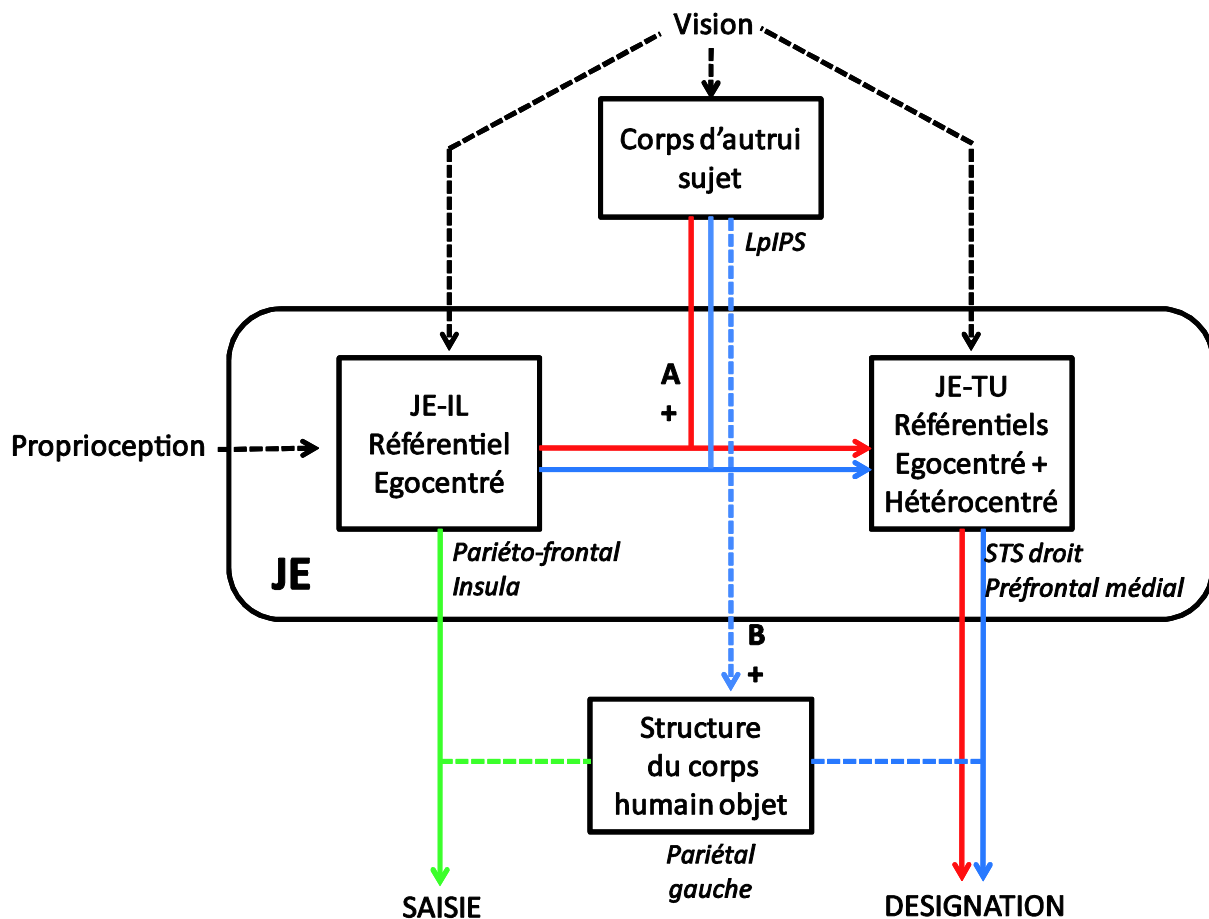 Vision
Corps d'autrui
sujet
LpIPS
Proprioception
JE-IL
Référentiel
Egocentré
A
+
JE-TU
Référentiels
Egocentré +
Hétérocentré
JE
Pariéto-frontal
Insula
STS droit
Préfrontal médial
B
+
Structure
du corps
humain objet
Pariétal
gauche
SAISIE
DESIGNATION